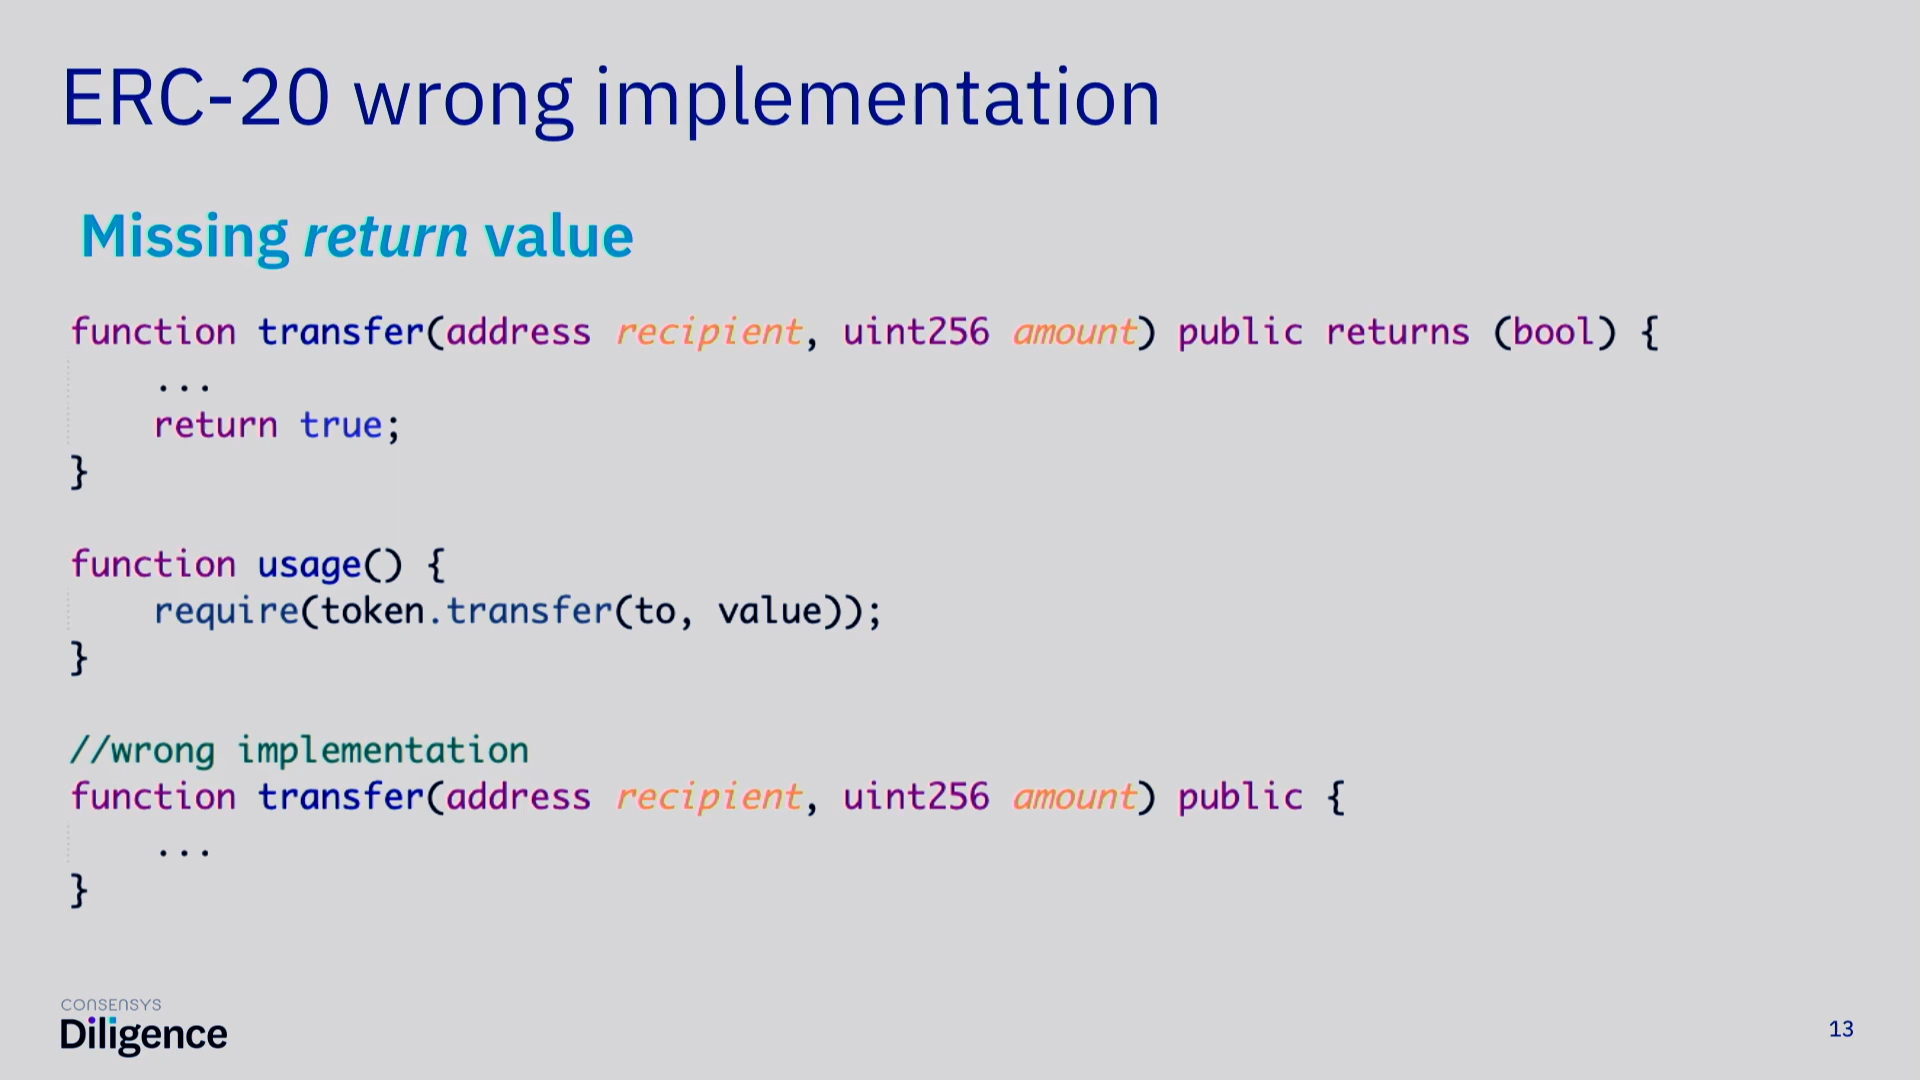 ERC-20 wrong implementation
Missing return value
function transfer(address recipient, uint256 amount) public returns (bool) {
...
return true;
}
function usage() {
require(token.transfer(to, value));
}
//wrong implementation
function transfer(address recipient, uint256 amount) public {
...
}
CONSENSYS
Diligence
13